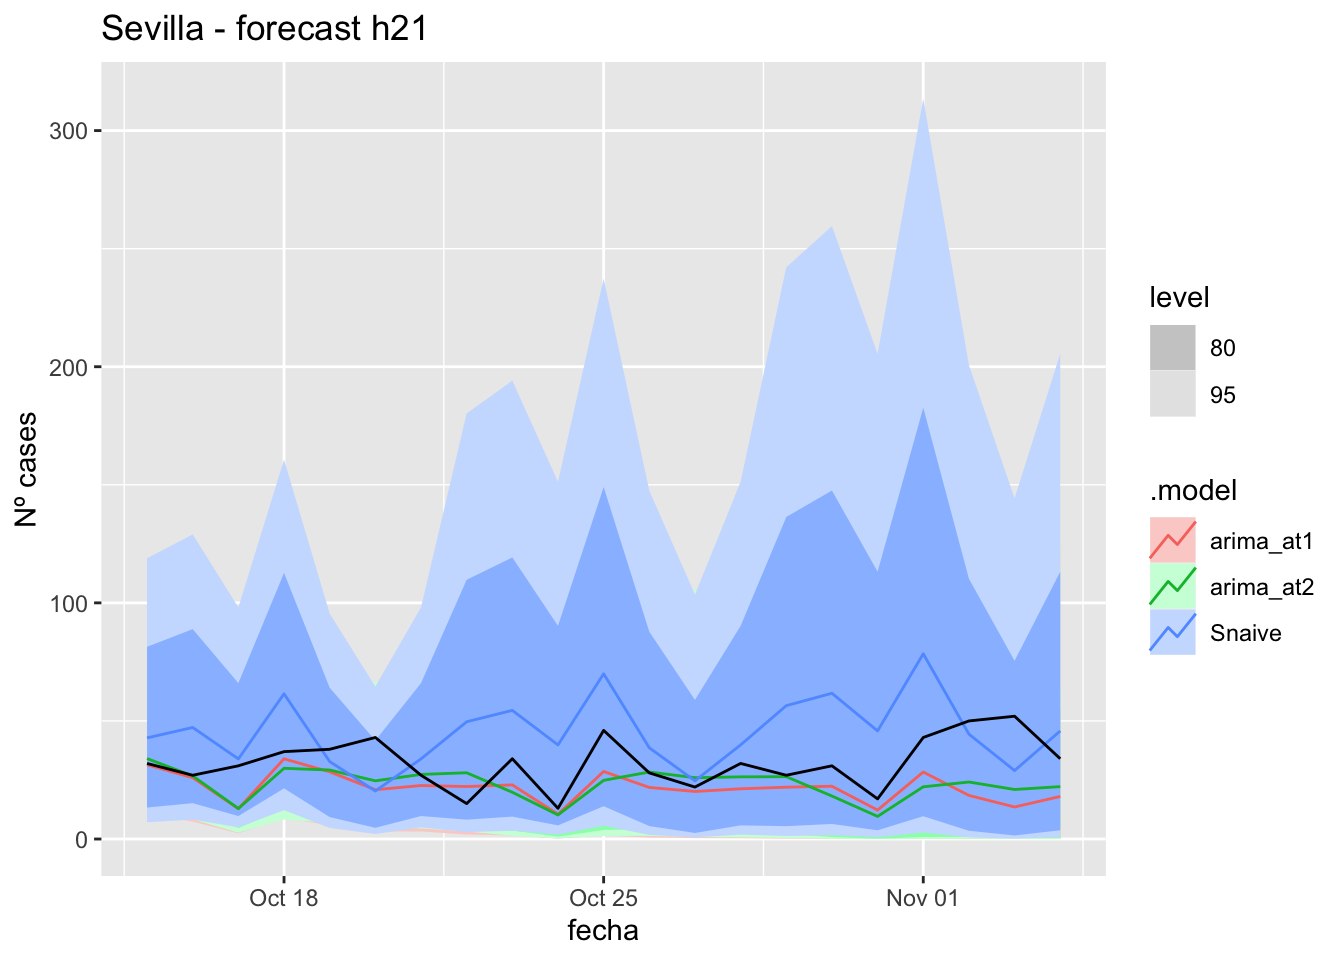 Sevilla - forecast h21
Nº cases
300
200
100
0
Oct 18
Oct 25
Nov 01
fecha
level
80
95
.model
arima_at1
arima_at2
Snaive